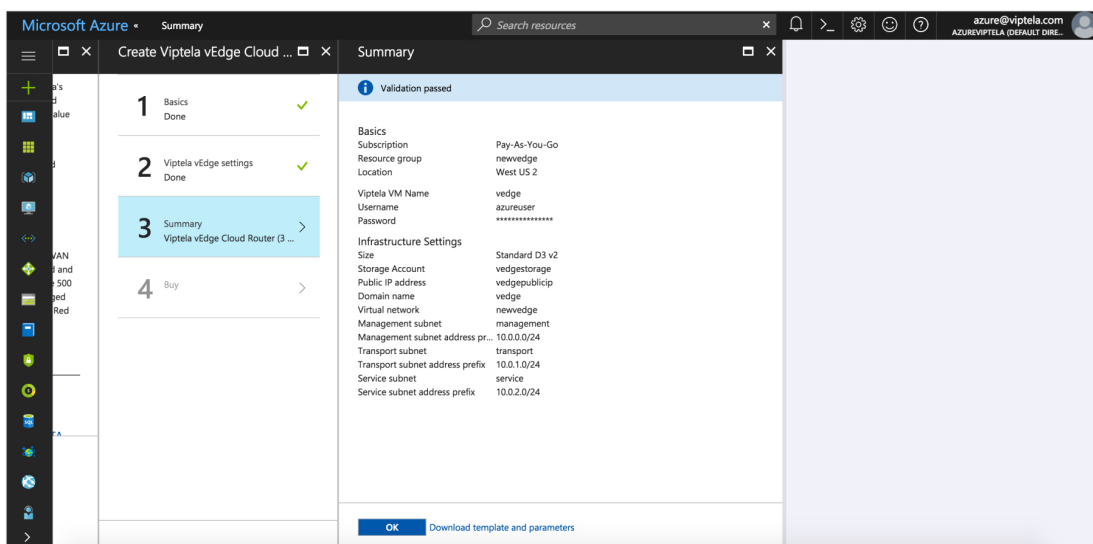 Microsoft Azure «
Summary
Search resources
azure@viptela.com
AZUREVIPTELA (DEFAULT DIRE...
Create Viptela vEdge Cloud ...
Summary
a's
d
alue
d
WAN
d and
500
ged
Red
1
Basics
Done
2
Viptela vEdge settings
Done
3
Summary
Viptela vEdge Cloud Router (3 ...
4
Buy
Validation passed
Basics
Subscription Pay-As-You-Go
Resource group newvedge
Location West US 2
Viptela VM Name vedge
Username azureuser
Password ***************
Infrastructure Settings
Size Standard D3 v2
Storage Account vedgestorage
Public IP address vedgepublicip
Domain name vedge
Virtual network newvedge
Management subnet management
Management subnet address pr... 10.0.0.0/24
Transport subnet transport
Transport subnet address prefix 10.0.1.0/24
Service subnet service
Service subnet address prefix 10.0.2.0/24
OK
Download template and parameters